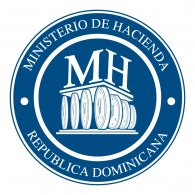 MINISTERIO DE HACIENDA
MH
REPUBLICA DOMINICANA